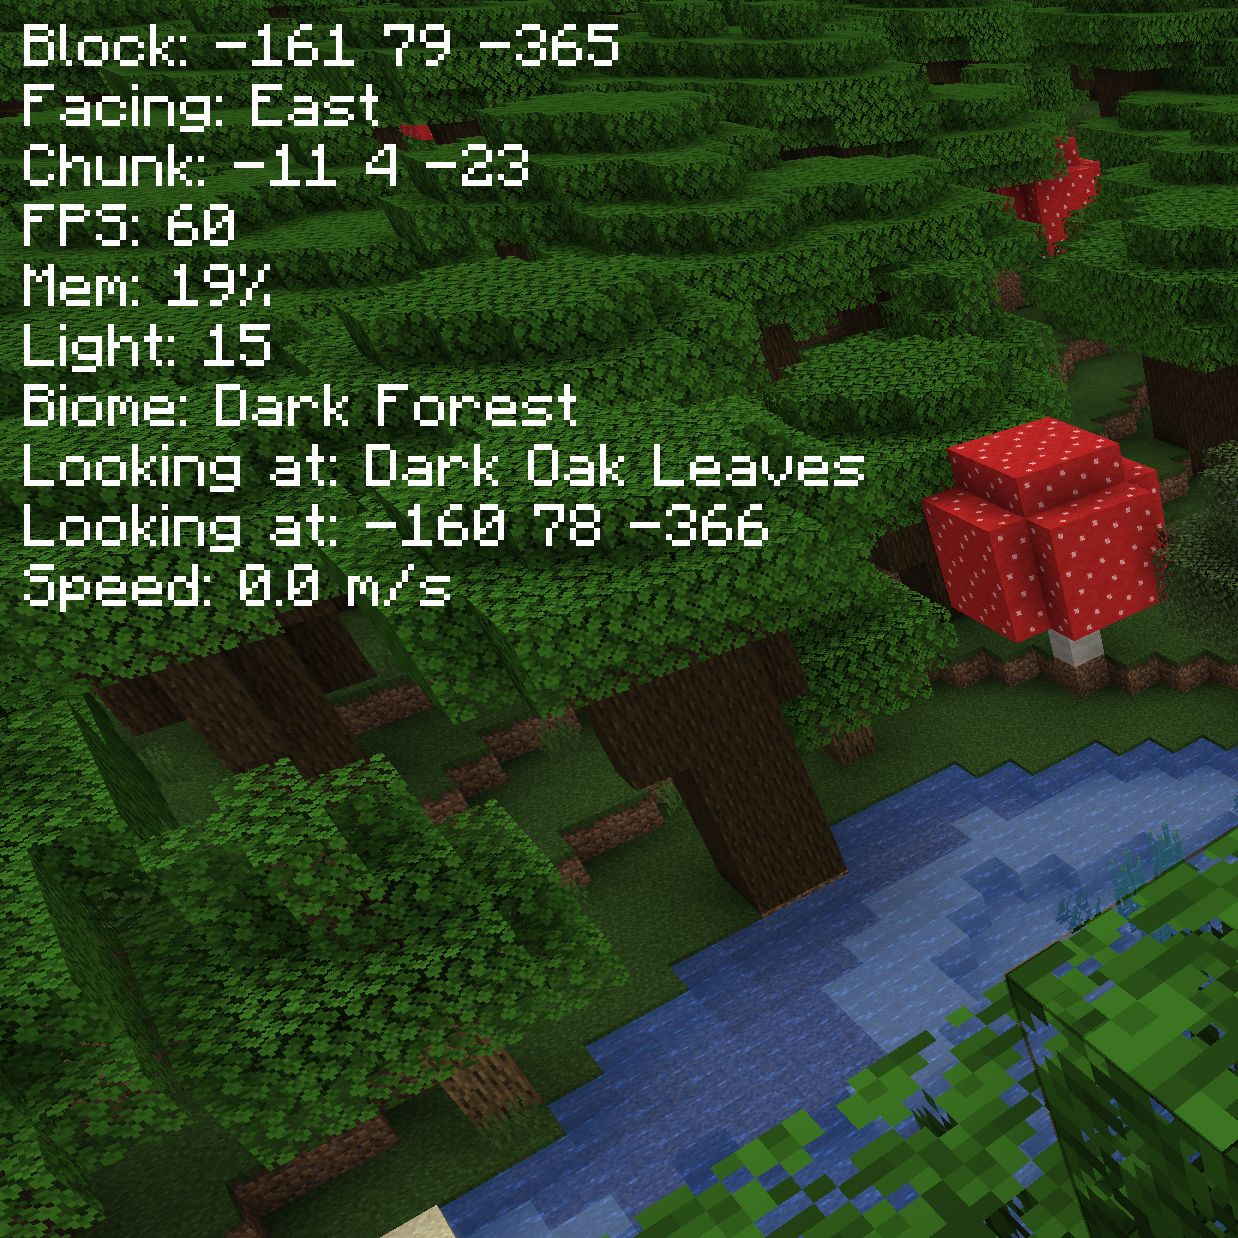 Block: -161 79 -365
Facing: East
Chunk: -11 4 -23
FPS: 60
Mem: 19%
Light: 15
Biome: Dark Forest
Looking at: Dark Oak Leaves
Looking at: -160 78 -366
Speed: 0.0 m/s